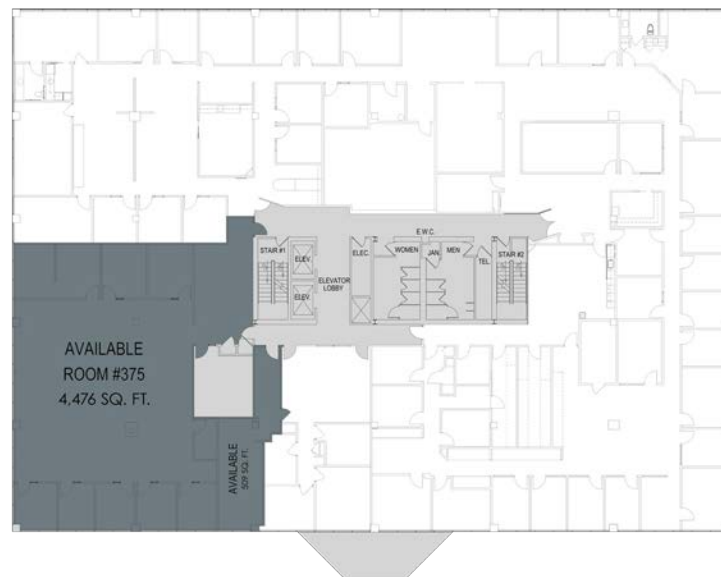 E.W.C.
STAIR #1
ELEV.
ELEV.
ELEVATOR
LOBBY
ELEC.
WOMEN
JAN.
MEN
TEL.
STAIR #2
AVAILABLE
ROOM #375
4,476 SQ. FT.
AVAILABLE
509 SQ. FT.